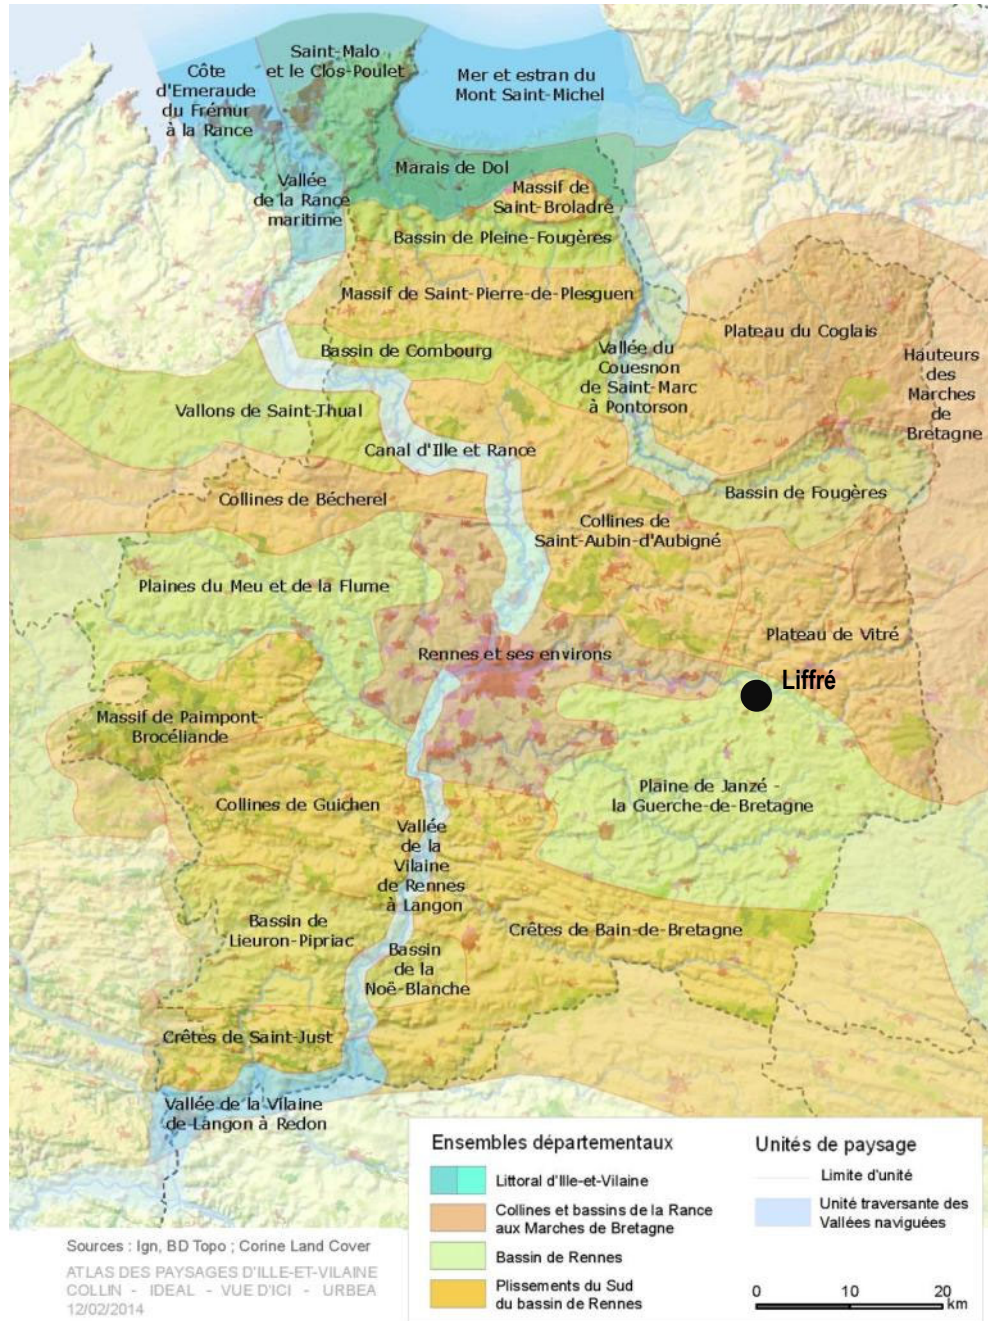 Côte
d'Emeraude
du Frémur
à la Rance
Saint-Malo
et le Clos-Poulet
Mer et estran du
Mont Saint-Michel
Vallée
de la Rance
maritime
Marais de Dol
Massif de
Saint-Broladre
Bassin de Pleine-Fougères
Massif de Saint-Pierre-de-Plesguen
Plateau du Coglais
Bassin de Combourg
Vallée du
Couesnon
de Saint-Marc
à Pontorson
Hauteurs
des
Marches
de
Bretagne
Vallons de Saint-Thual
Canal d'Ille et Rance
Collines de Bécherel
Bassin de Fougères
Collines de
Saint-Aubin-d'Aubigné
Plaines du Meu et de la Flume
Plateau de Vitré
Rennes et ses environs
Liffré
Massif de Paimpont-
Brocéliande
Plaine de Janzé -
la Guerche-de-Bretagne
Collines de Guichen
Vallée
de la
Vilaine
de Rennes
à Langon
Bassin de
Lieuron-Pipriac
Crêtes de Bain-de-Bretagne
Bassin
de la
Noë-Blanche
Crêtes de Saint-Just
Vallée de la Vilaine
de Langon à Redon
Ensembles départementaux
Littoral d'Ille-et-Vilaine
Collines et bassins de la Rance
aux Marches de Bretagne
Bassin de Rennes
Plissements du Sud
du bassin de Rennes
Unités de paysage
Limite d'unité
Unité traversante des
Vallées naviguées
0 10 20
km
Sources : Ign, BD Topo ; Corine Land Cover
ATLAS DES PAYSAGES D'ILLE-ET-VILAINE
COLLIN - IDEAL - VUE D'ICI - URBEA
12/02/2014